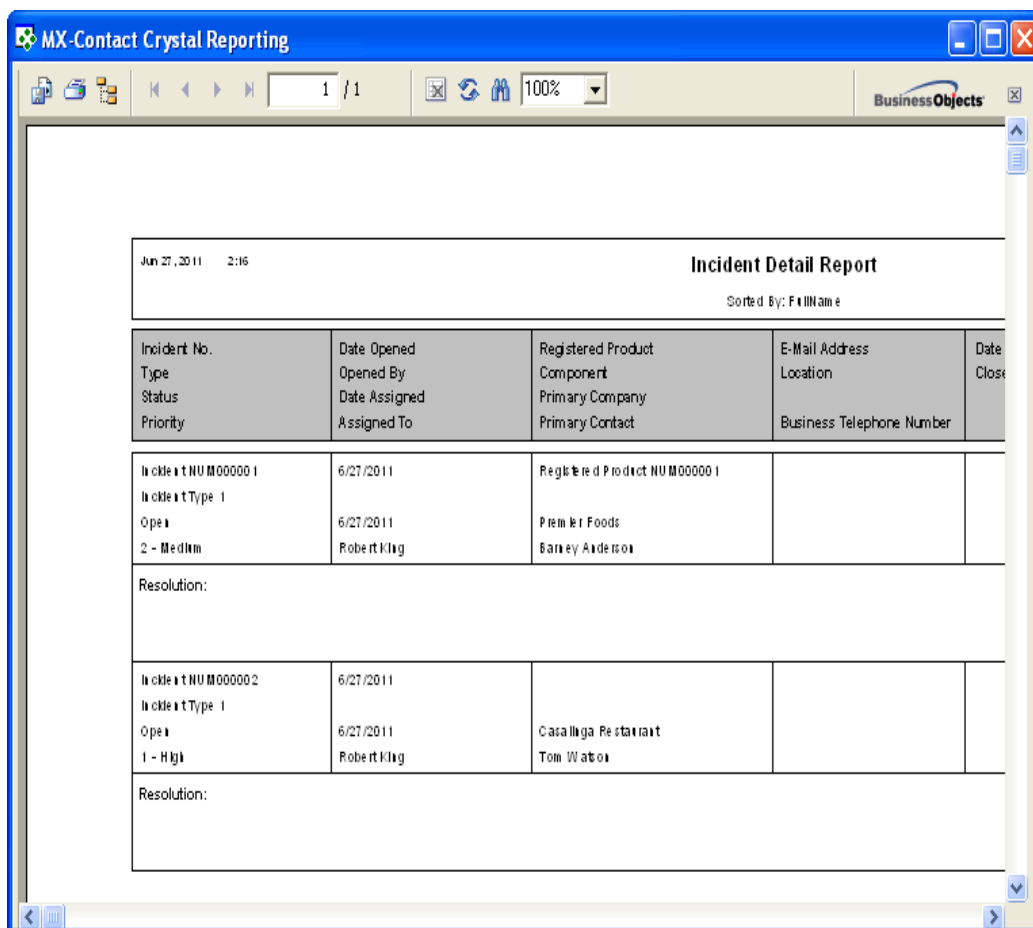 MX-Contact Crystal Reporting
1 / 1 100% BusinessObjects
Jun 27, 2011 2:16
Incident Detail Report
Sorted By: FullName
Incident No. Date Opened Registered Product E-Mail Address Date
Type Opened By Component Location Close
Status Date Assigned Primary Company
Priority Assigned To Primary Contact Business Telephone Number
Incident NUM000001 6/27/2011 Registered Product NUM000001
Incident Type 1
Open 6/27/2011 Premier Foods
2 - Medium Robert King Barney Anderson
Resolution:
Incident NUM000002 6/27/2011
Incident Type 1
Open 6/27/2011 Casalinga Restaurant
1 - High Robert King Tom Watson
Resolution: